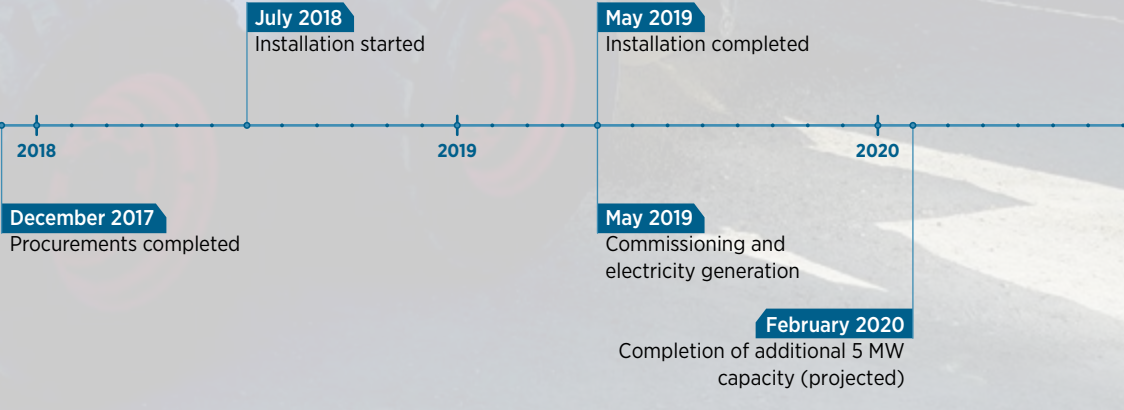 July 2018
Installation started
May 2019
Installation completed
2018
2019
2020
December 2017
Procurements completed
May 2019
Commissioning and
electricity generation
February 2020
Completion of additional 5 MW
capacity (projected)